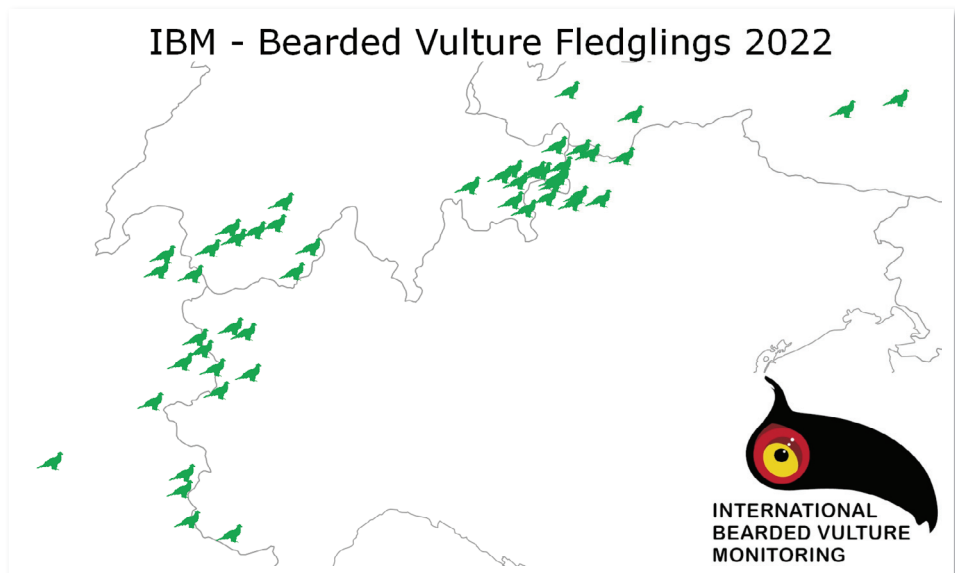 IBM - Bearded Vulture Fledglings 2022
INTERNATIONAL
BEARDED VULTURE
MONITORING